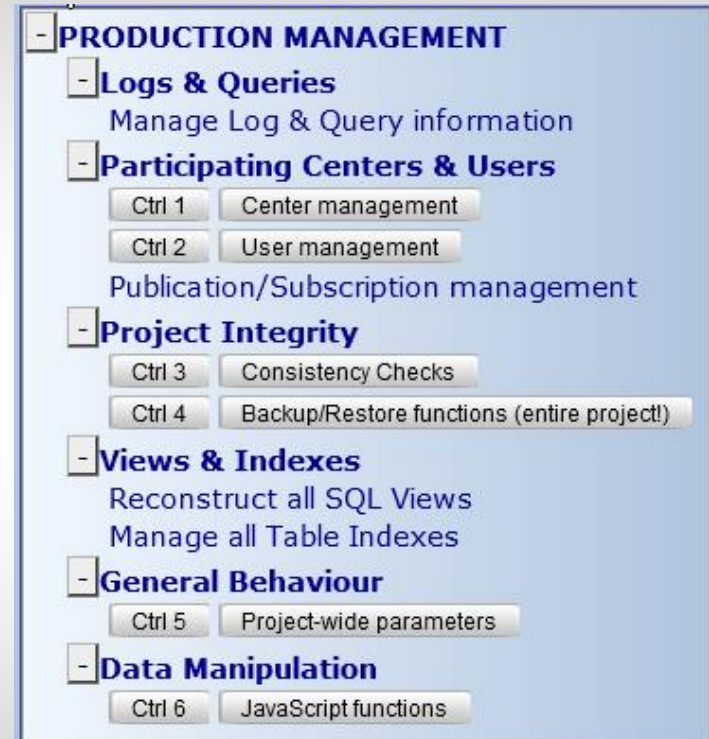 - PRODUCTION MANAGEMENT
- Logs & Queries
Manage Log & Query information
- Participating Centers & Users
Ctrl 1 Center management
Ctrl 2 User management
Publication/Subscription management
- Project Integrity
Ctrl 3 Consistency Checks
Ctrl 4 Backup/Restore functions (entire project!)
- Views & Indexes
Reconstruct all SQL Views
Manage all Table Indexes
- General Behaviour
Ctrl 5 Project-wide parameters
- Data Manipulation
Ctrl 6 JavaScript functions